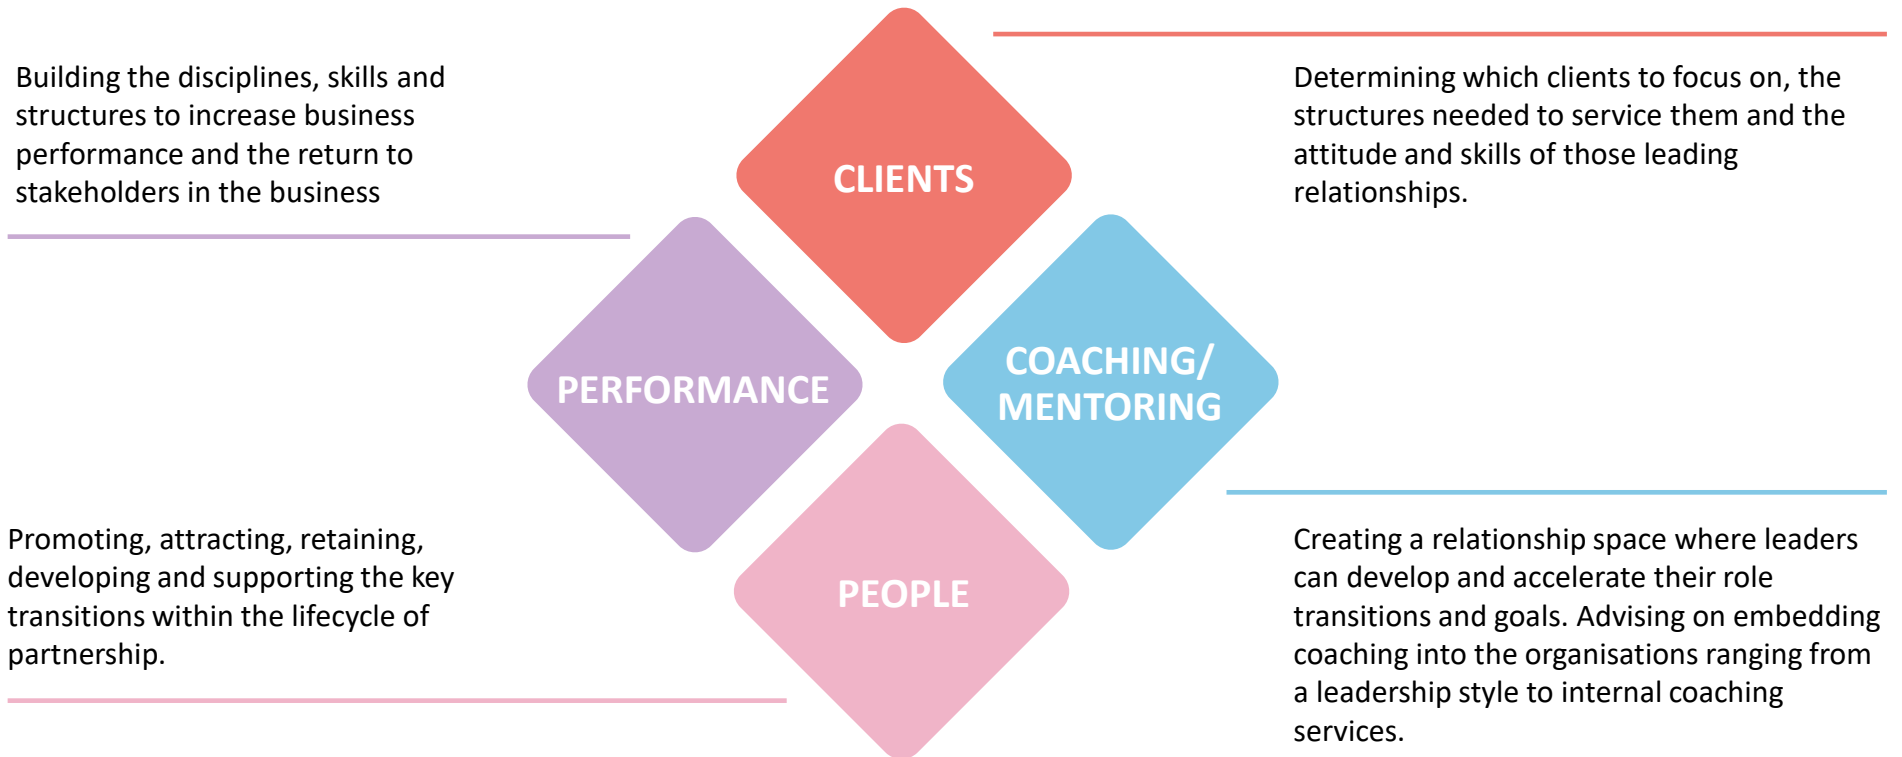 Building the disciplines, skills and
structures to increase business
performance and the return to
stakeholders in the business
CLIENTS
Determining which clients to focus on, the
structures needed to service them and the
attitude and skills of those leading
relationships.
PERFORMANCE
COACHING/
MENTORING
Promoting, attracting, retaining,
developing and supporting the key
transitions within the lifecycle of
partnership.
PEOPLE
Creating a relationship space where leaders
can develop and accelerate their role
transitions and goals. Advising on embedding
coaching into the organisations ranging from
a leadership style to internal coaching
services.